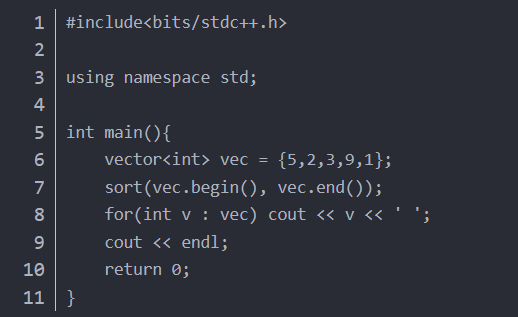 1 #include<bits/stdc++.h>
2
3 using namespace std;
4
5 int main(){
6     vector<int> vec = {5,2,3,9,1};
7     sort(vec.begin(), vec.end());
8     for(int v : vec) cout << v << ' ';
9     cout << endl;
10     return 0;
11 }